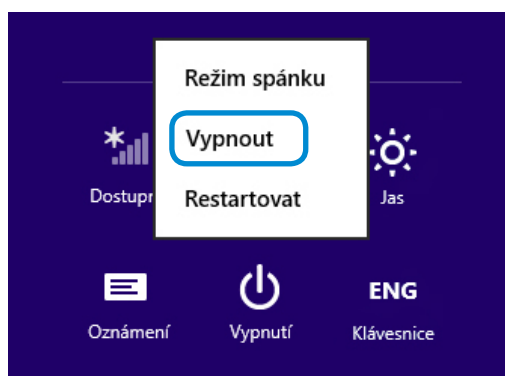 Režim spánku
Vypnout
Restartovat
Jas
ENG
Oznámení
Vypnutí
Klávesnice